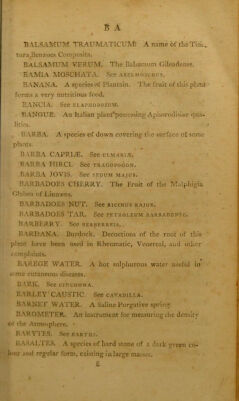 B A
BALSAMUM TRAUMATICUM: A name of the Tinc-
tura Benzoes Composita.
BALSAMUM VERUM. The Balsamum Gileadense.
BAMIA MOSCHATA. See ABELMOSCHUS.
BANANA. A species of Plantain. The fruit of this plant
forms a very nutritious food.
BANCIA. See ELAPHOBOSCUM.
BANGUE. An Italian plant possessing Aphrodisiac qua-
lities.
BARBA. A species of down covering the surface of some
plants.
BARBA CAPRIÆ. See ULMARIA.
BARBA HIRCI. See TRAGOPOGON.
BARBA JOVIS. See SEDUM MAJUS.
BARBADOES CHERRY. The Fruit of the Malphigia
Glabra of Linnæus.
BARBADOES NUT. See RICINUS MAJUS.
BARBADOES TAR. See PETROLEUM BARBADENSE.
BARBERRY. See BERBERRIS.
BARDANA. Burdock. Decoctions of the root of this
plant have been used in Rheumatic, Venereal, and other
complaints.
BAREGE WATER. A hot sulphurous water useful in
some cutaneous diseases.
BARK. See CINCHONA.
BARLEY CAUSTIC. See CAVADILLA.
BARNET WATER. A Saline Purgative spring.
BAROMETER. An instrument for measuring the density
of the Atmosphere.
BARYTES. See EARTHS.
BASALTES. A species of hard stone of a dark green co-
lour and regular form, existing in large masses.